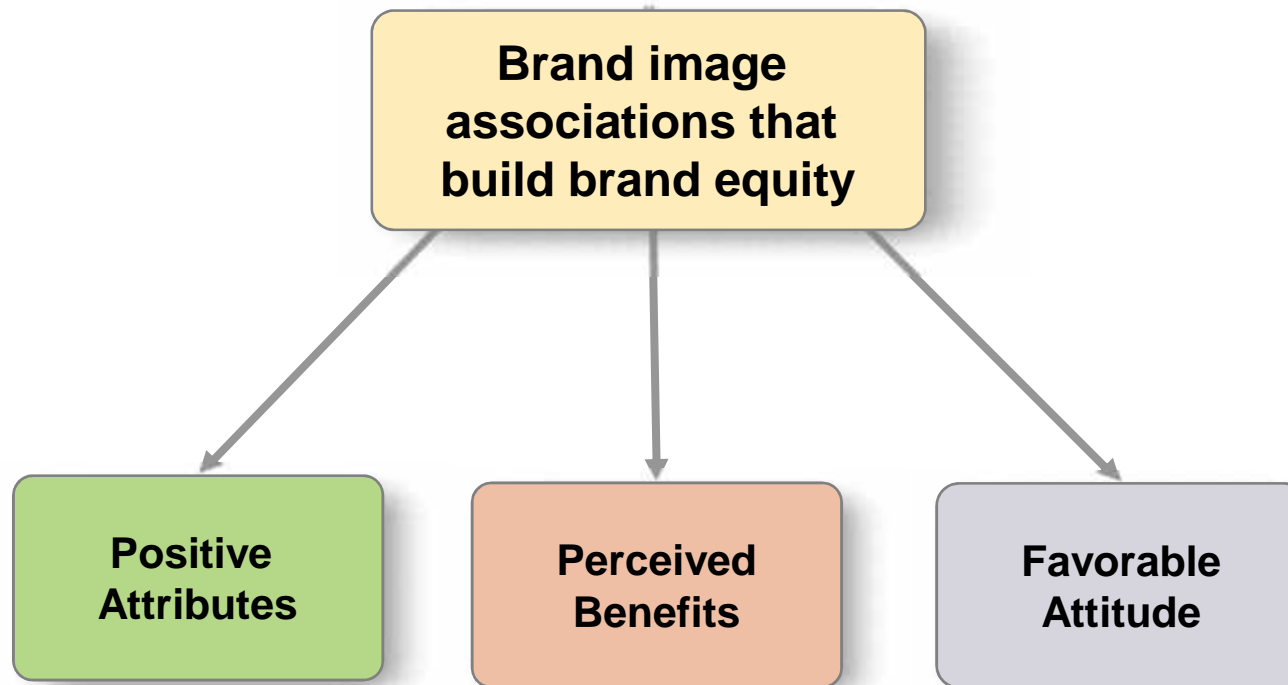 Brand image
associations that
build brand equity
Positive
Attributes
Perceived
Benefits
Favorable
Attitude